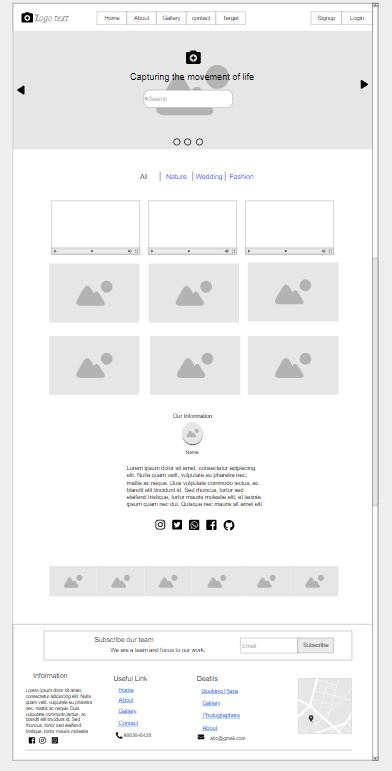 Logo text
Home About Gallery contact Target
Signup Login
Capturing the movement of life
Search
All Nature Wedding Fashion
Our Information
Name
Lorem ipsum dolor sit amet, consectetur adipiscing
elit. Nulla quam velit, vulputate eu pharetra nec,
mattis ac neque. Duis vulputate commodo lectus, ac
blandit elit tincidunt id. Sed rhoncus, tortor sed
eleifend tristique, tortor mauris molestie elit, et lacinia
ipsum quam nec dui. Quisque nec mauris sit amet elit
Subscribe our team
We are a team and focus to our work.
Email
Subscribe
Information
Lorem ipsum dolor sit amet,
consectetur adipiscing elit.
Nulla quam velit, vulputate eu
pharetra nec, mattis ac neque. Duis
vulputate commodo lectus, ac
blandit elit tincidunt id. Sed
rhoncus, tortor sed eleifend
tristique, tortor mauris molestie
Useful Link
Home
About
Gallery
Contact
Deatils
Booking Plans
Gallery
Photographers
About
abc@gmail.com